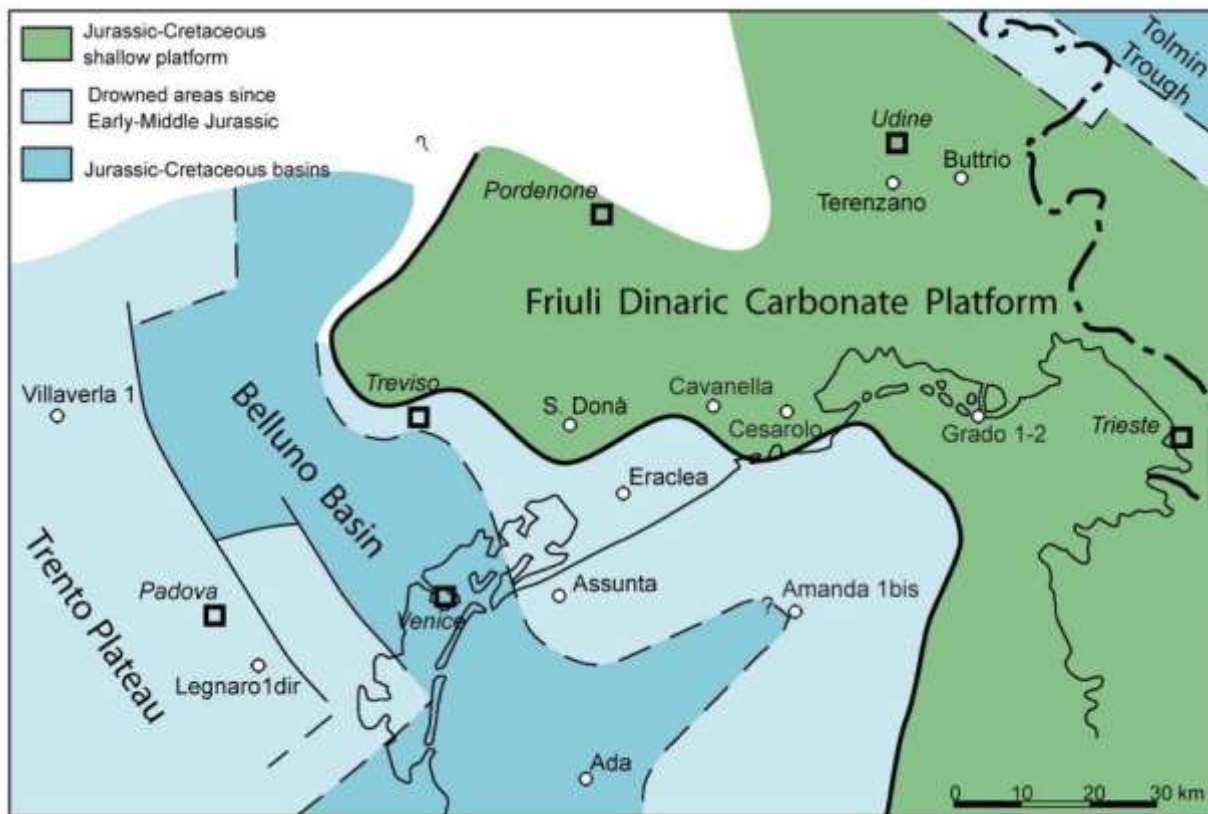 Jurassic-Cretaceous
shallow platform
Drowned areas since
Early-Middle Jurassic
Jurassic-Cretaceous basins
Tolmin
Trough
?
Udine
Buttrio
Terenzano
Pordenone
Friuli Dinaric Carbonate Platform
Villaverla 1
Treviso
Belluno Basin
S. Donà
Cavanella
Cesarolo
Grado 1-2
Trieste
Eraclea
Trento Plateau
Padova
Venice
Assunta
?
Amanda 1bis
Legnaro1dir
Ada
0 10 20 30 km